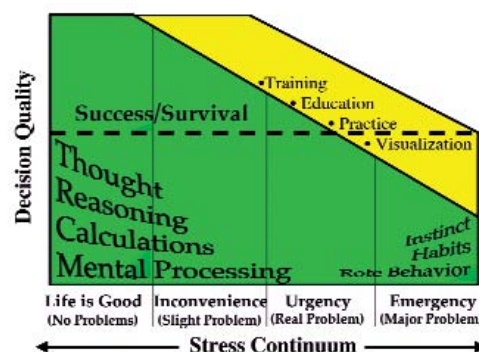 Decision Quality
Training
Education
Practice
Visualization
Success/Survival
Thought
Reasoning
Calculations
Mental Processing
Instinct
Habits
Rote Behavior
Life is Good
(No Problems)
Inconvenience
(Slight Problem)
Urgency
(Real Problem)
Emergency
(Major Problem
Stress Continuum